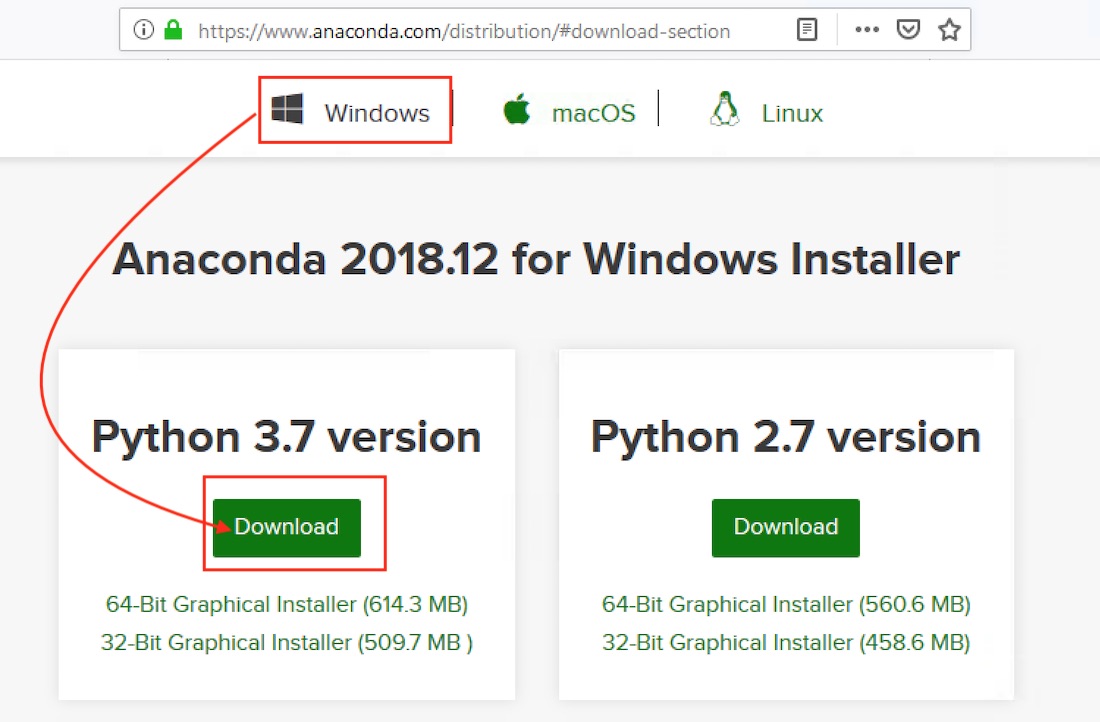 https://www.anaconda.com/distribution/#download-section
Windows
macOS
Linux
Anaconda 2018.12 for Windows Installer
Python 3.7 version
Download
64-Bit Graphical Installer (614.3 MB)
32-Bit Graphical Installer (509.7 MB )
Python 2.7 version
Download
64-Bit Graphical Installer (560.6 MB)
32-Bit Graphical Installer (458.6 MB)